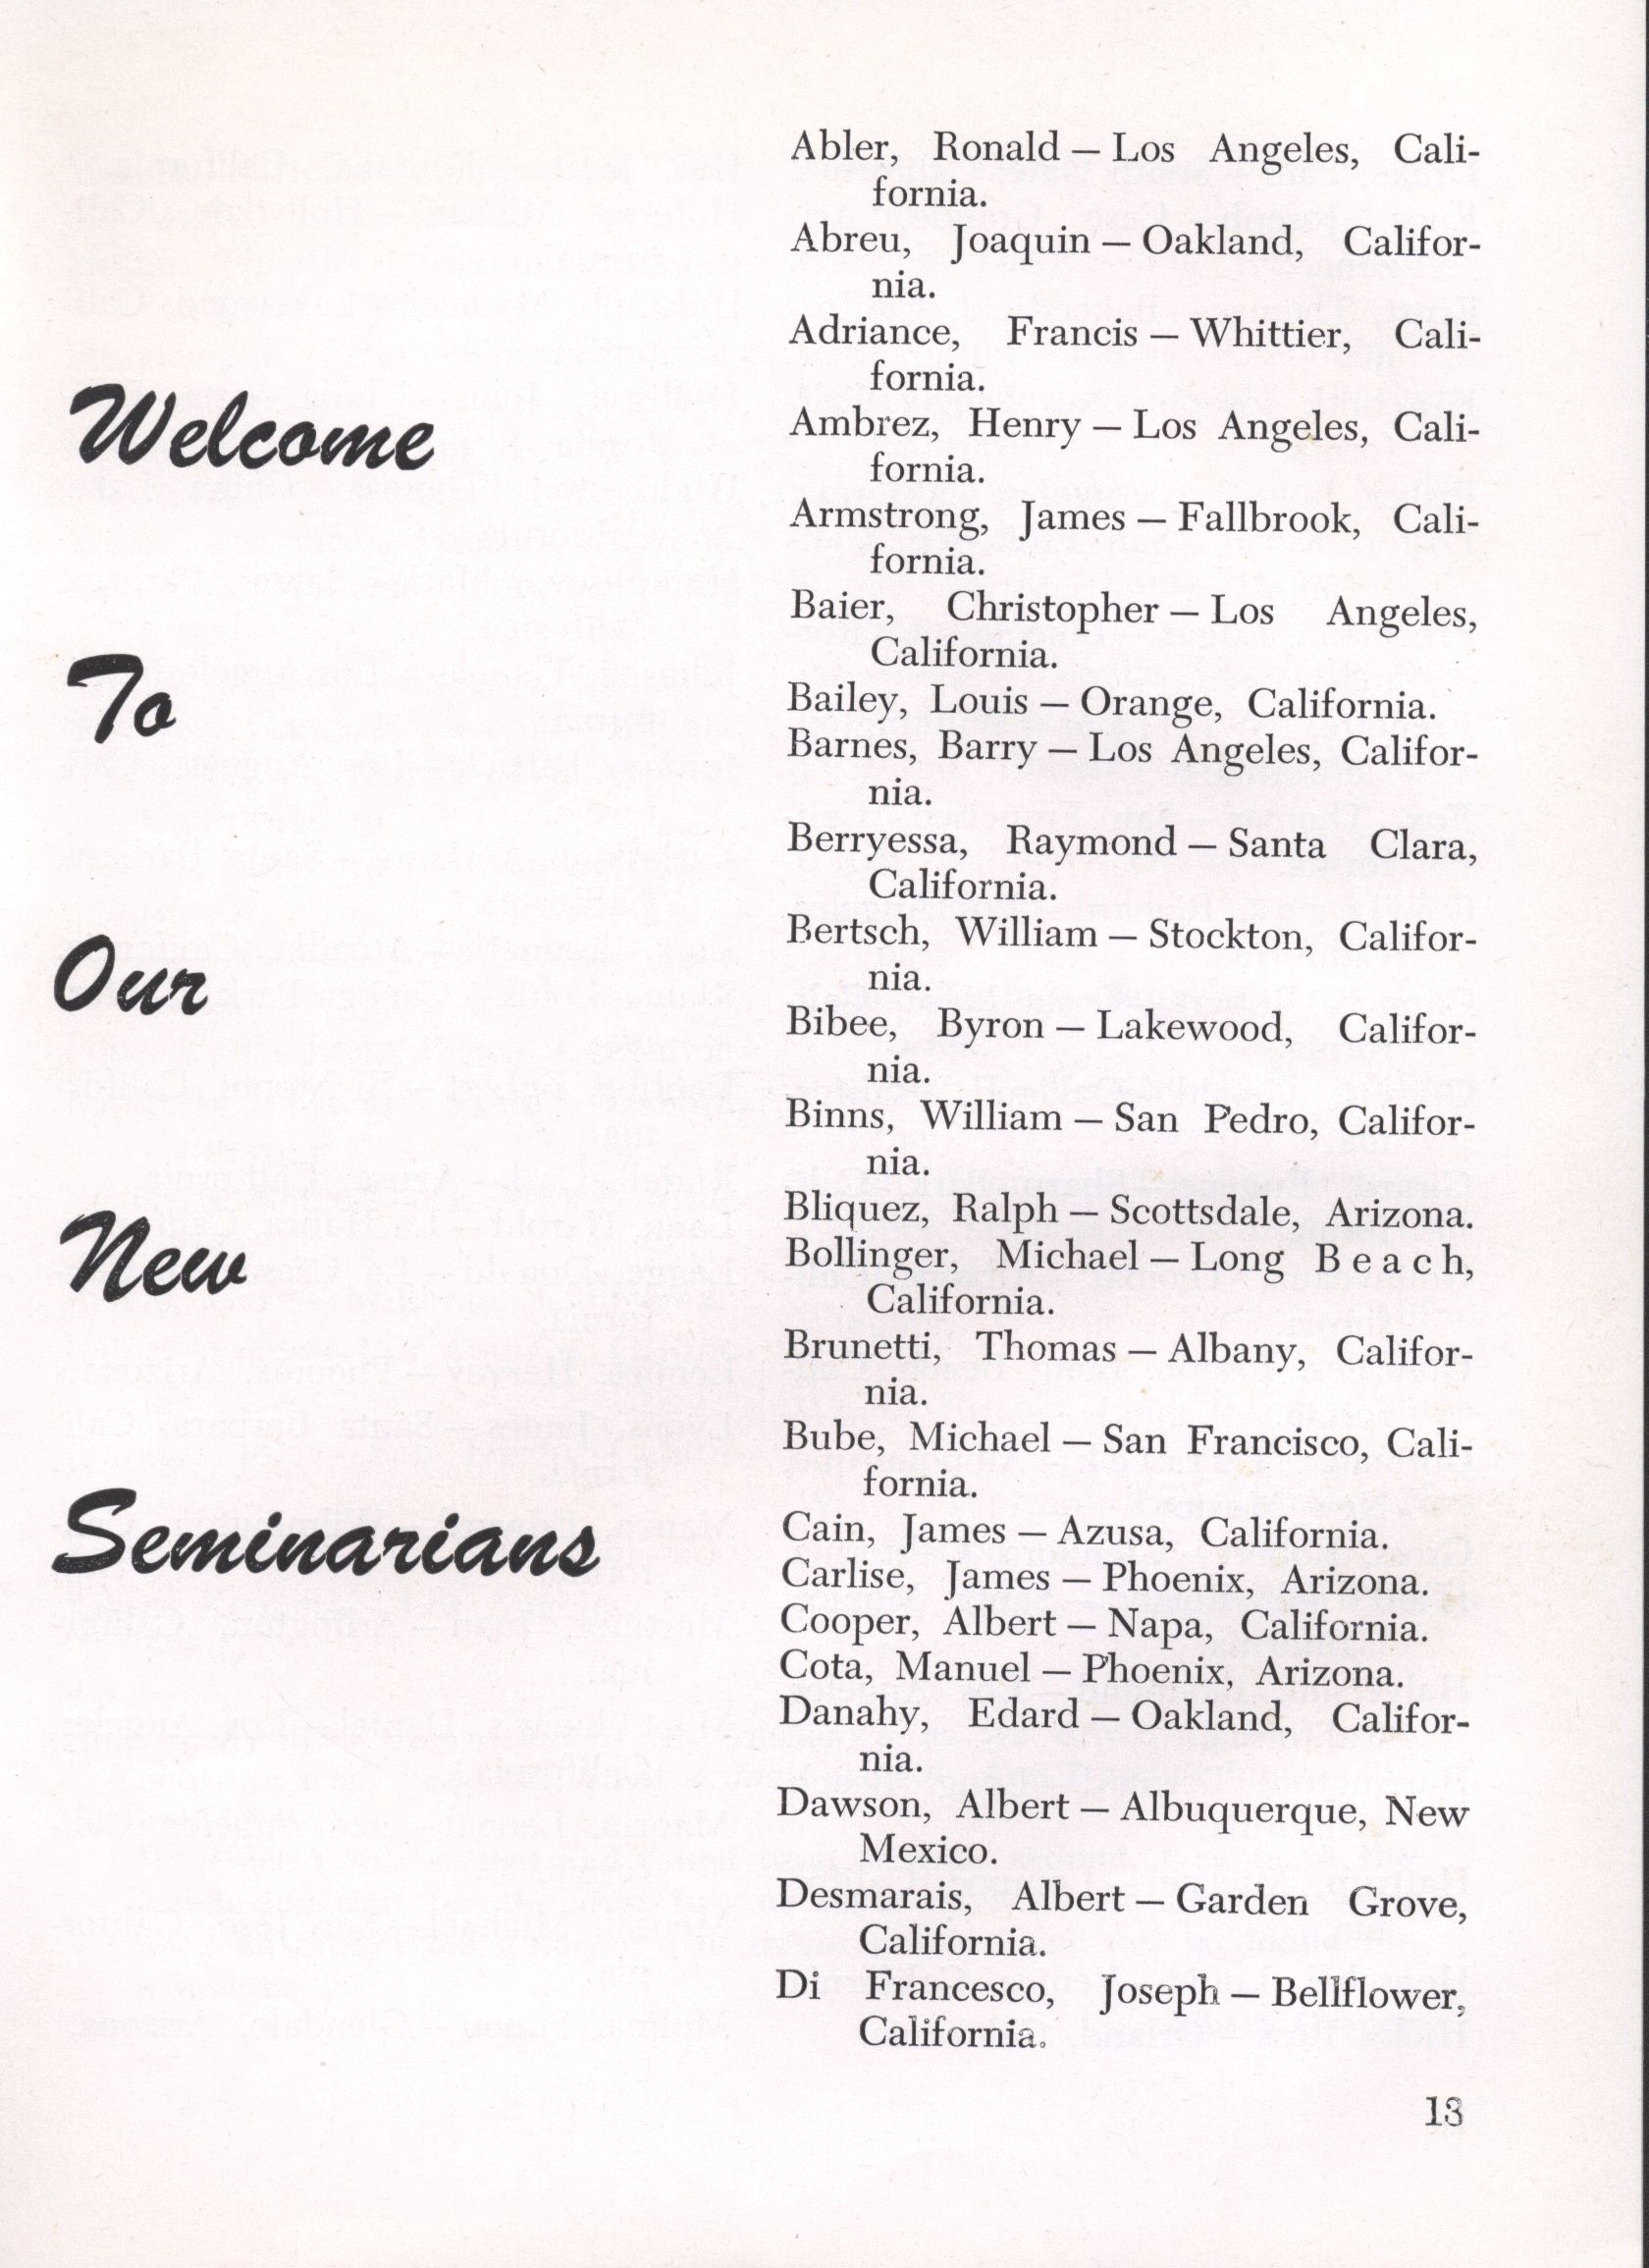 Welcome
To
Our
New
Seminarians
Abler, Ronald — Los Angeles, Cali-
fornia.
Abreu, Joaquin — Oakland, Califor-
nia.
Adriance, Francis — Whittier, Cali-
fornia.
Ambrez, Henry — Los Angeles, Cali-
fornia.
Armstrong, James — Fallbrook, Cali-
fornia.
Baier, Christopher — Los Angeles,
California.
Bailey, Louis — Orange, California.
Barnes, Barry — Los Angeles, Califor-
nia.
Berryessa, Raymond — Santa Clara,
California.
Bertsch, William — Stockton, Califor-
nia.
Bibee, Byron — Lakewood, Califor-
nia.
Binns, William — San Pedro, Califor-
nia.
Bliquez, Ralph — Scottsdale, Arizona.
Bollinger, Michael — Long Beach,
California.
Brunetti, Thomas — Albany, Califor-
nia.
Bube, Michael — San Francisco, Cali-
fornia.
Cain, James — Azusa, California.
Carlise, James — Phoenix, Arizona.
Cooper, Albert — Napa, California.
Cota, Manuel — Phoenix, Arizona.
Danahy, Edard — Oakland, Califor-
nia.
Dawson, Albert — Albuquerque, New
Mexico.
Desmarais, Albert — Garden Grove,
California.
Di Francesco, Joseph — Bellflower,
California.
13